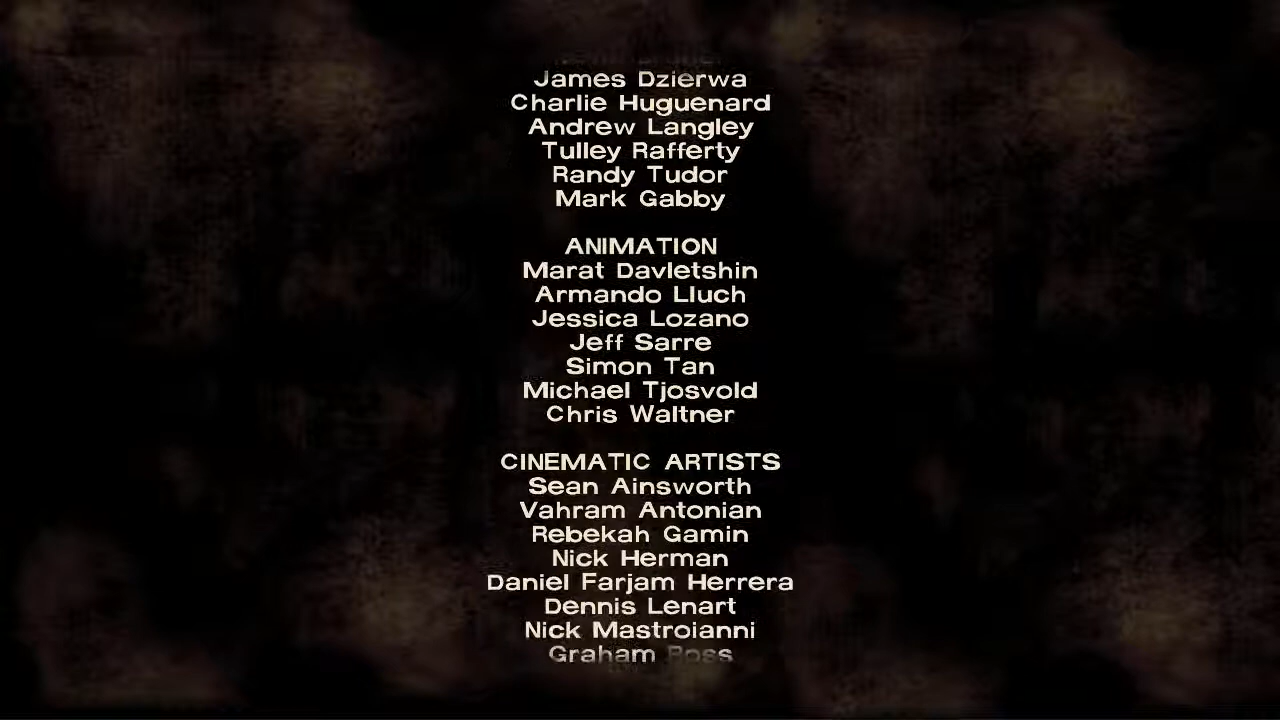 James Dzierwa
Charlie Huguenard
Andrew Langley
Tulley Rafferty
Randy Tudor
Mark Gabby
ANIMATION
Marat Davletshin
Armando Lluch
Jessica Lozano
Jeff Sarre
Simon Tan
Michael Tjosvold
Chris Waltner
CINEMATIC ARTISTS
Sean Ainsworth
Vahram Antonian
Rebekah Gamin
Nick Herman
Daniel Farjam Herrera
Dennis Lenart
Nick Mastroianni
Graham Ross